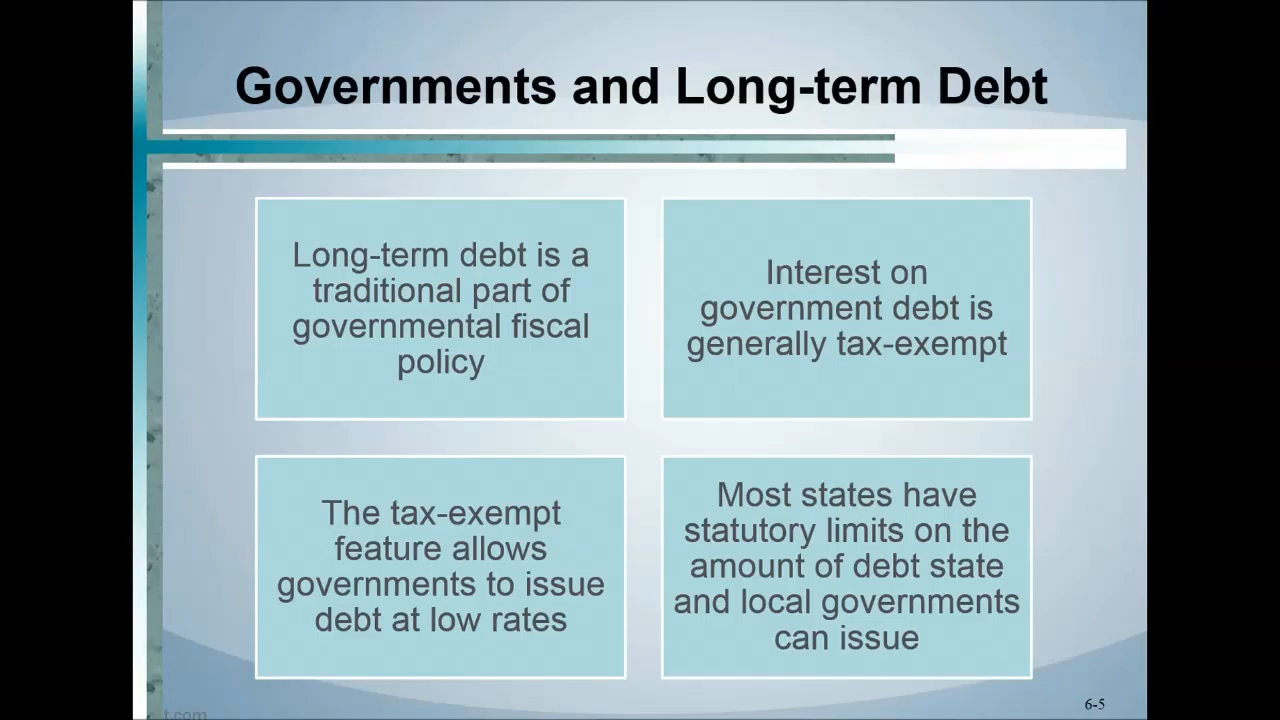 Governments and Long-term Debt
Long-term debt is a
traditional part of
governmental fiscal
policy
Interest on
government debt is
generally tax-exempt
The tax-exempt
feature allows
governments to issue
debt at low rates
Most states have
statutory limits on the
amount of debt state
and local governments
can issue
6-5
t.com